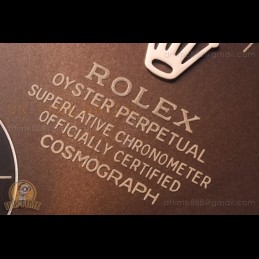 ROLEX
OYSTER PERPETUAL
SUPERLATIVE CHRONOMETER
OFFICIALLY CERTIFIED
COSMOGRAPH